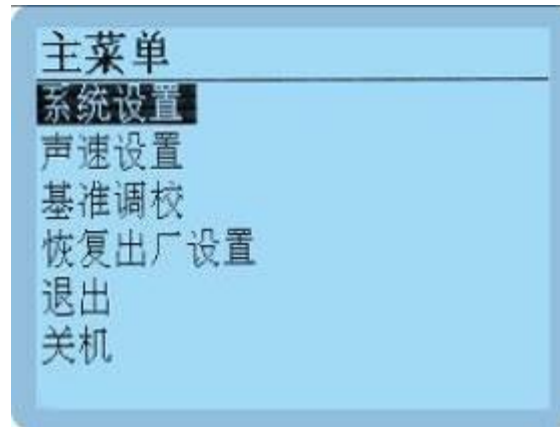 主菜单
系统设置
声速设置
基准调校
恢复出厂设置
退出
关机